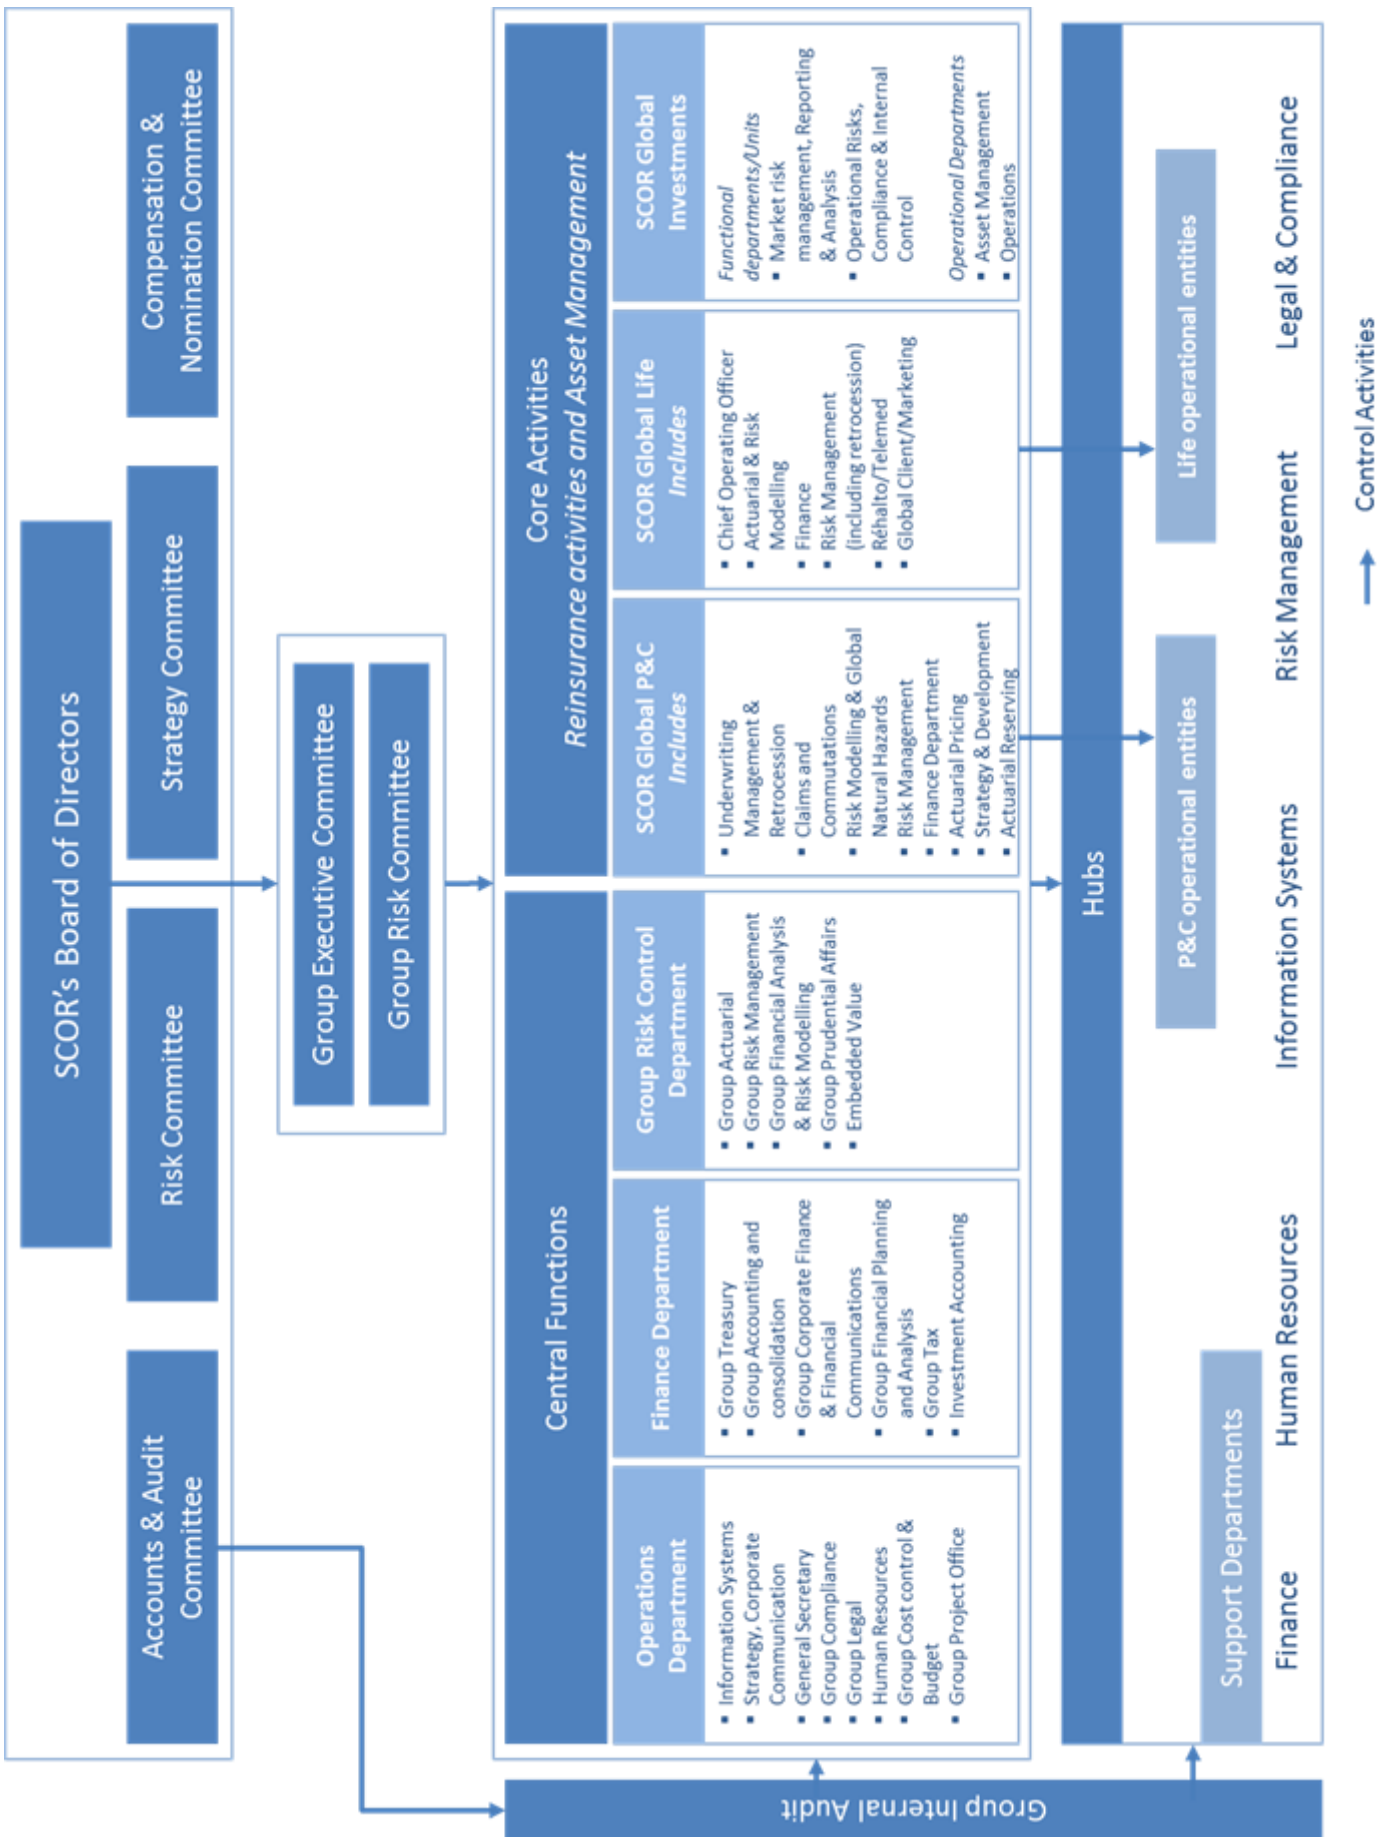 SCOR's Board of Directors
Accounts & Audit
Committee
Risk Committee
Strategy Committee
Compensation &
Nomination Committee
Group Executive Committee
Group Risk Committee
Group Internal Audit
Central Functions
Operations
Department
▪ Information Systems
▪ Strategy, Corporate
Communication
▪ General Secretary
▪ Group Compliance
▪ Group Legal
▪ Human Resources
▪ Group Cost control &
Budget
▪ Group Project Office
Finance Department
▪ Group Treasury
▪ Group Accounting and
consolidation
▪ Group Corporate Finance
& Financial
Communications
▪ Group Financial Planning
and Analysis
▪ Group Tax
▪ Investment Accounting
Group Risk Control
Department
▪ Group Actuarial
▪ Group Risk Management
▪ Group Financial Analysis
& Risk Modelling
▪ Group Prudential Affairs
▪ Embedded Value
Core Activities
Reinsurance activities and Asset Management
SCOR Global P&C
Includes
▪ Underwriting
Management &
Retrocession
▪ Claims and
Commutations
▪ Risk Modelling & Global
Natural Hazards
▪ Risk Management
▪ Finance Department
▪ Actuarial Pricing
▪ Strategy & Development
▪ Actuarial Reserving
SCOR Global Life
Includes
▪ Chief Operating Officer
▪ Actuarial & Risk
Modelling
▪ Finance
▪ Risk Management
(including retrocession)
▪ Réhalto/Telemed
▪ Global Client/Marketing
SCOR Global
Investments
Functional
departments/Units
▪ Market risk
management, Reporting
& Analysis
▪ Operational Risks,
Compliance & Internal
Control
Operational Departments
▪ Asset Management
▪ Operations
Hubs
P&C operational entities
Life operational entities
Support Departments
Finance
Human Resources
Information Systems
Risk Management
Legal & Compliance
Control Activities